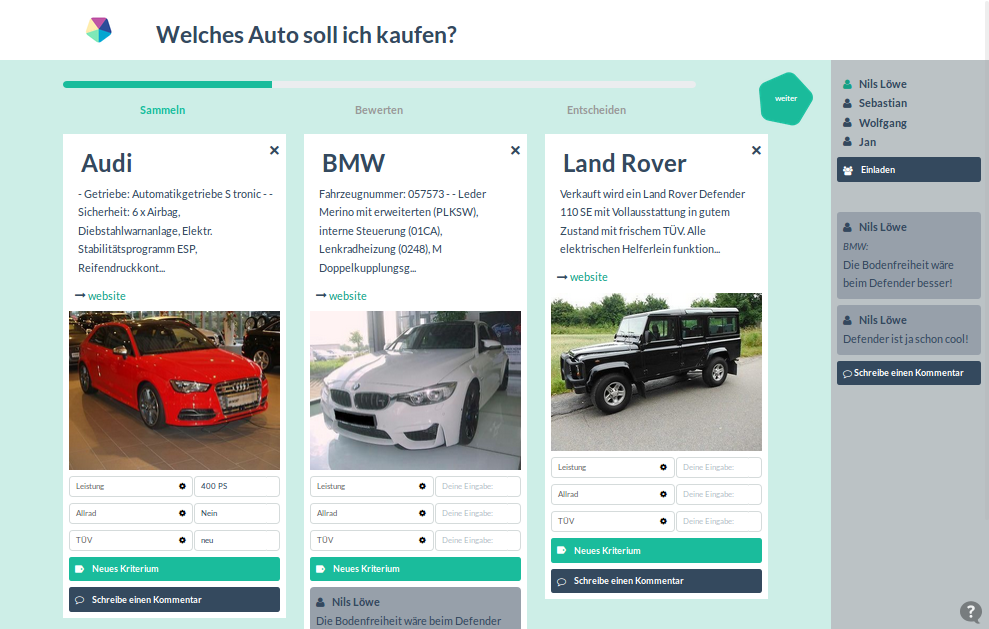 Welches Auto soll ich kaufen?
Sammeln
Bewerten
Entscheiden
weiter
Audi
- Getriebe: Automatikgetriebe S tronic - -
Sicherheit: 6 x Airbag,
Diebstahlwarnanlage, Elektr.
Stabilitätsprogramm ESP,
Reifendruckkont...
website
Leistung
400 PS
Allrad
Nein
TÜV
neu
Neues Kriterium
Schreibe einen Kommentar
BMW
Fahrzeugnummer: 057573 - - Leder
Merino mit erweiterten (PLKSW),
interne Steuerung (01CA),
Lenkradheizung (0248), M
Doppelkupplungsg...
website
Leistung
Deine Eingabe:
Allrad
Deine Eingabe:
TÜV
Deine Eingabe:
Neues Kriterium
Nils Löwe
Die Bodenfreiheit wäre beim Defender
Land Rover
Verkauft wird ein Land Rover Defender
110 SE mit Vollausstattung in gutem
Zustand mit frischem TÜV. Alle
elektrischen Helferlein funktion...
website
Leistung
Deine Eingabe:
Allrad
Deine Eingabe:
TÜV
Deine Eingabe:
Neues Kriterium
Schreibe einen Kommentar
Nils Löwe
Sebastian
Wolfgang
Jan
Einladen
Nils Löwe
BMW:
Die Bodenfreiheit wäre
beim Defender besser!
Nils Löwe
Defender ist ja schon cool!
Schreibe einen Kommentar
?